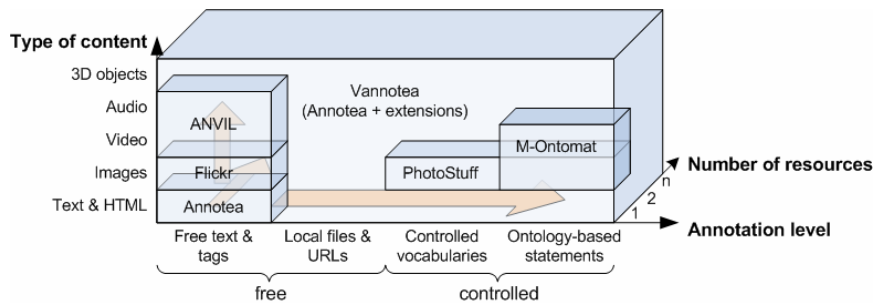 Type of content
3D objects
Audio
Video
Images
Text & HTML
Vannotea
(Annotea + extensions)
ANVIL
Flickr
Annotea
PhotoStuff
M-Ontomat
Number of resources
n
2
1
Annotation level
Free text &
tags
Local files &
URLs
Controlled
vocabularies
Ontology-based
statements
free
controlled